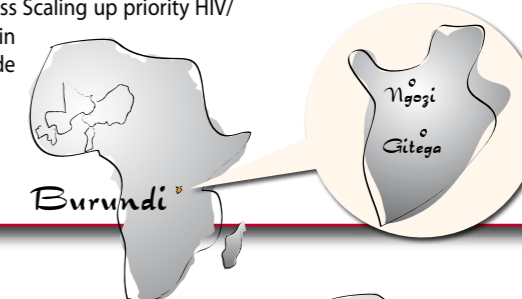 ss Scaling up priority HIV/
in
de
Ngozi
Gitega
Burundi